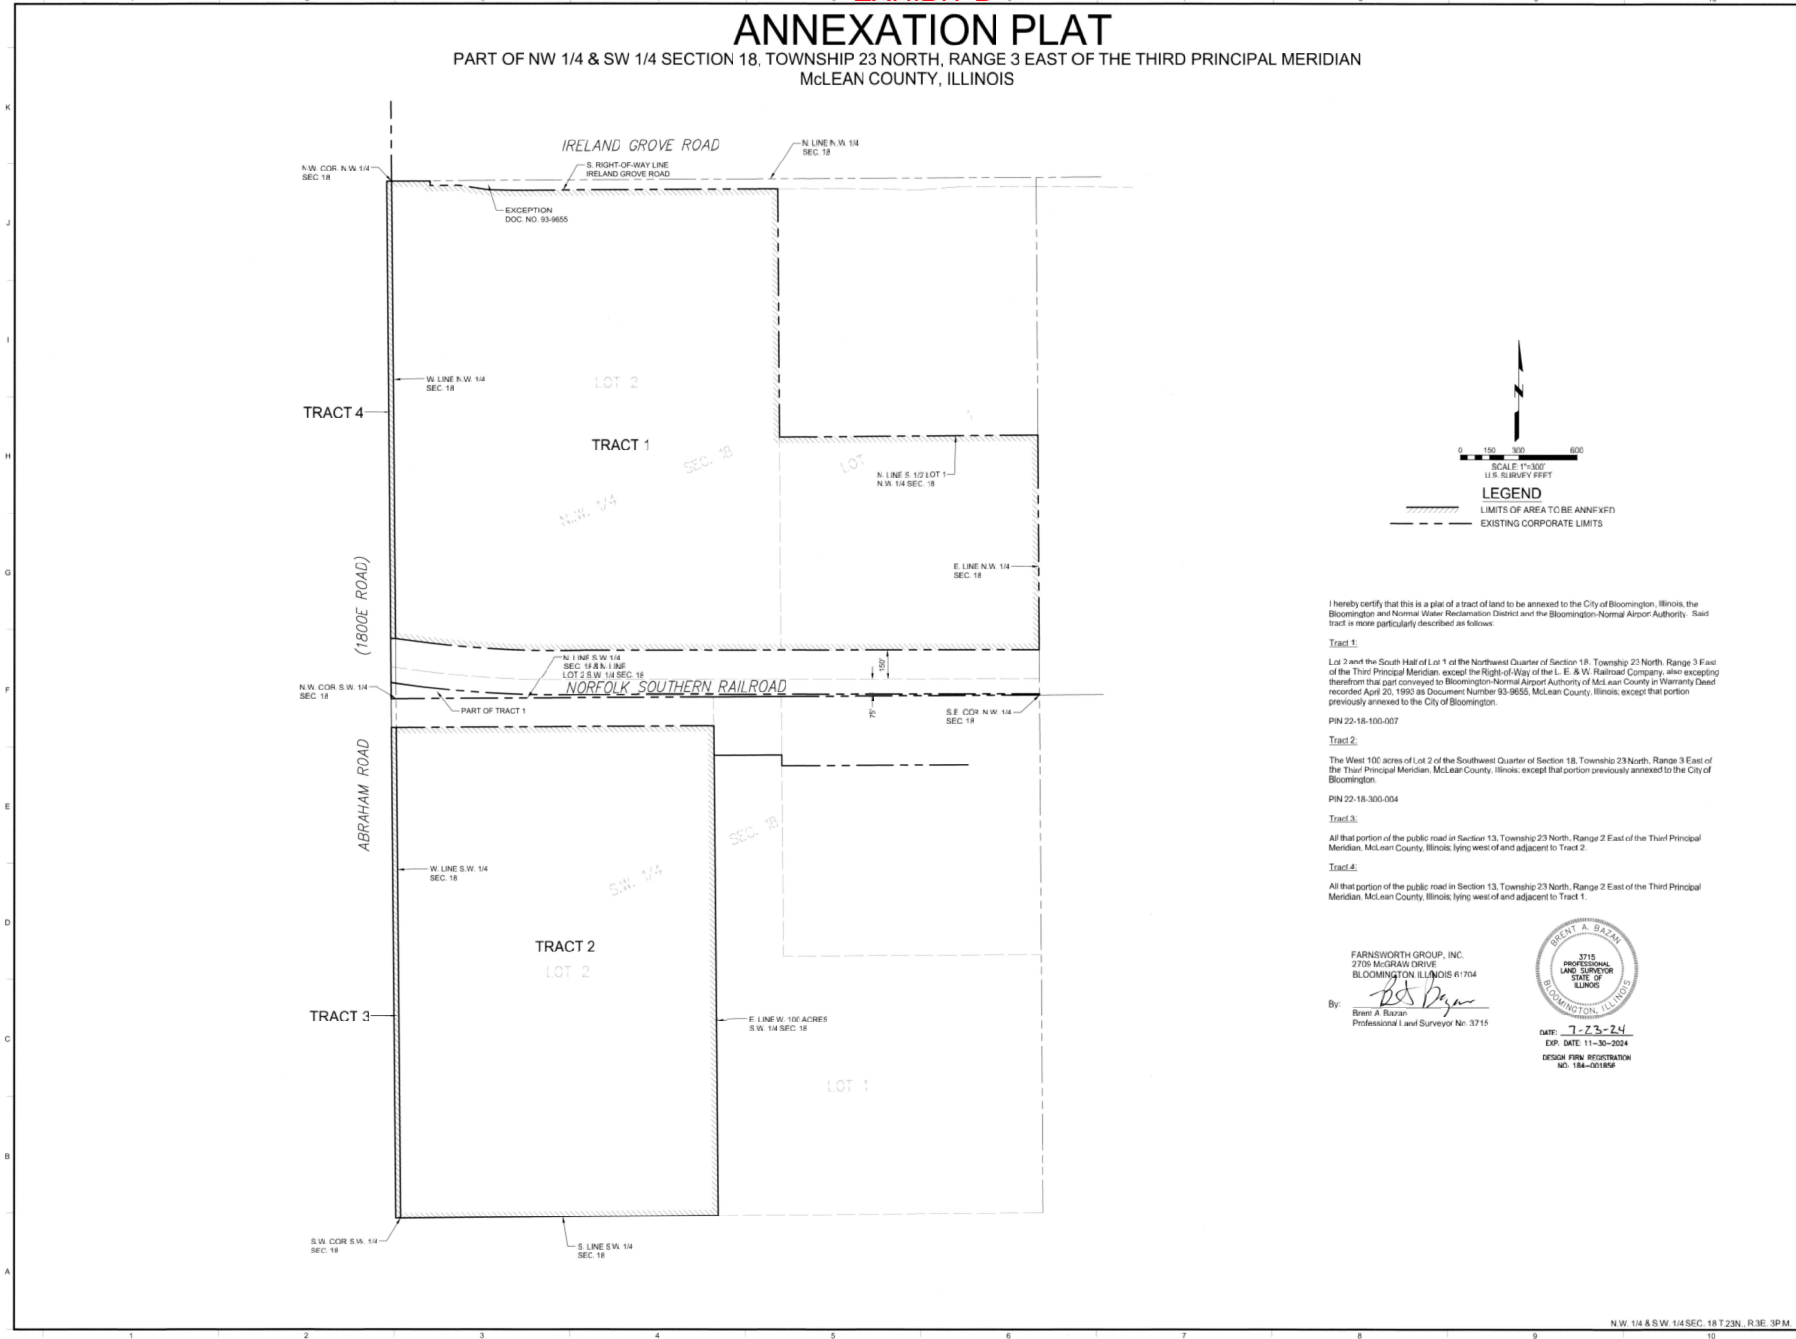 ANNEXATION PLAT
PART OF NW 1/4 & SW 1/4 SECTION 18, TOWNSHIP 23 NORTH, RANGE 3 EAST OF THE THIRD PRINCIPAL MERIDIAN
McLEAN COUNTY, ILLINOIS
IRELAND GROVE ROAD
N. LINE N.W. 1/4
SEC. 18
N.W. COR. N.W. 1/4
SEC. 18
S. RIGHT-OF-WAY LINE
IRELAND GROVE ROAD
EXCEPTION
DOC. NO. 93-9655
W. LINE N.W. 1/4
SEC. 18
LOT 2
TRACT 4
TRACT 1
SEC. 18
LOT
1
N. LINE S. 1/2 LOT 1
N.W. 1/4 SEC. 18
N.W. 1/4
E. LINE N.W. 1/4
SEC. 18
(1800E ROAD)
N. LINE S.W. 1/4
SEC. 18 & N. LINE
LOT 2 S.W. 1/4 SEC. 18
150'
NORFOLK SOUTHERN RAILROAD
N.W. COR. S.W. 1/4
SEC. 18
PART OF TRACT 1
75'
S.E. COR. N.W. 1/4
SEC. 18
ABRAHAM ROAD
SEC. 18
W. LINE S.W. 1/4
SEC. 18
S.W. 1/4
TRACT 2
LOT 2
TRACT 3
E. LINE W. 100 ACRES
S.W. 1/4 SEC. 18
LOT 1
S.W. COR. S.W. 1/4
SEC. 18
S. LINE S.W. 1/4
SEC. 18
N
0 150 300 600
SCALE: 1"=300'
U.S. SURVEY FEET
LEGEND
LIMITS OF AREA TO BE ANNEXED
EXISTING CORPORATE LIMITS
I hereby certify that this is a plat of a tract of land to be annexed to the City of Bloomington, Illinois, the
Bloomington and Normal Water Reclamation District and the Bloomington-Normal Airport Authority. Said
tract is more particularly described as follows:
Tract 1:
Lot 2 and the South Half of Lot 1 of the Northwest Quarter of Section 18, Township 23 North, Range 3 East
of the Third Principal Meridian, except the Right-of-Way of the L. E. & W. Railroad Company, also excepting
therefrom that part conveyed to Bloomington-Normal Airport Authority of McLean County in Warranty Deed
recorded April 20, 1993 as Document Number 93-9655, McLean County, Illinois; except that portion
previously annexed to the City of Bloomington.
PIN 22-18-100-007
Tract 2:
The West 100 acres of Lot 2 of the Southwest Quarter of Section 18, Township 23 North, Range 3 East of
the Third Principal Meridian, McLean County, Illinois; except that portion previously annexed to the City of
Bloomington.
PIN 22-18-300-004
Tract 3:
All that portion of the public road in Section 13, Township 23 North, Range 2 East of the Third Principal
Meridian, McLean County, Illinois; lying west of and adjacent to Tract 2.
Tract 4:
All that portion of the public road in Section 13, Township 23 North, Range 2 East of the Third Principal
Meridian, McLean County, Illinois; lying west of and adjacent to Tract 1.
FARNSWORTH GROUP, INC.
2709 McGRAW DRIVE
BLOOMINGTON, ILLINOIS 61704
By:
Brent A. Bazan
Professional Land Surveyor No. 3715
BRENT A. BAZAN
3715
PROFESSIONAL
LAND SURVEYOR
STATE OF
ILLINOIS
BLOOMINGTON, ILLINOIS
DATE: 7-23-24
EXP. DATE: 11-30-2024
DESIGN FIRM REGISTRATION
NO. 184-001856
N.W. 1/4 & S.W. 1/4 SEC. 18 T.23N., R.3E. 3P.M.
K
J
I
H
G
F
E
D
C
B
A
1 2 3 4 5 6 7 8 9 10